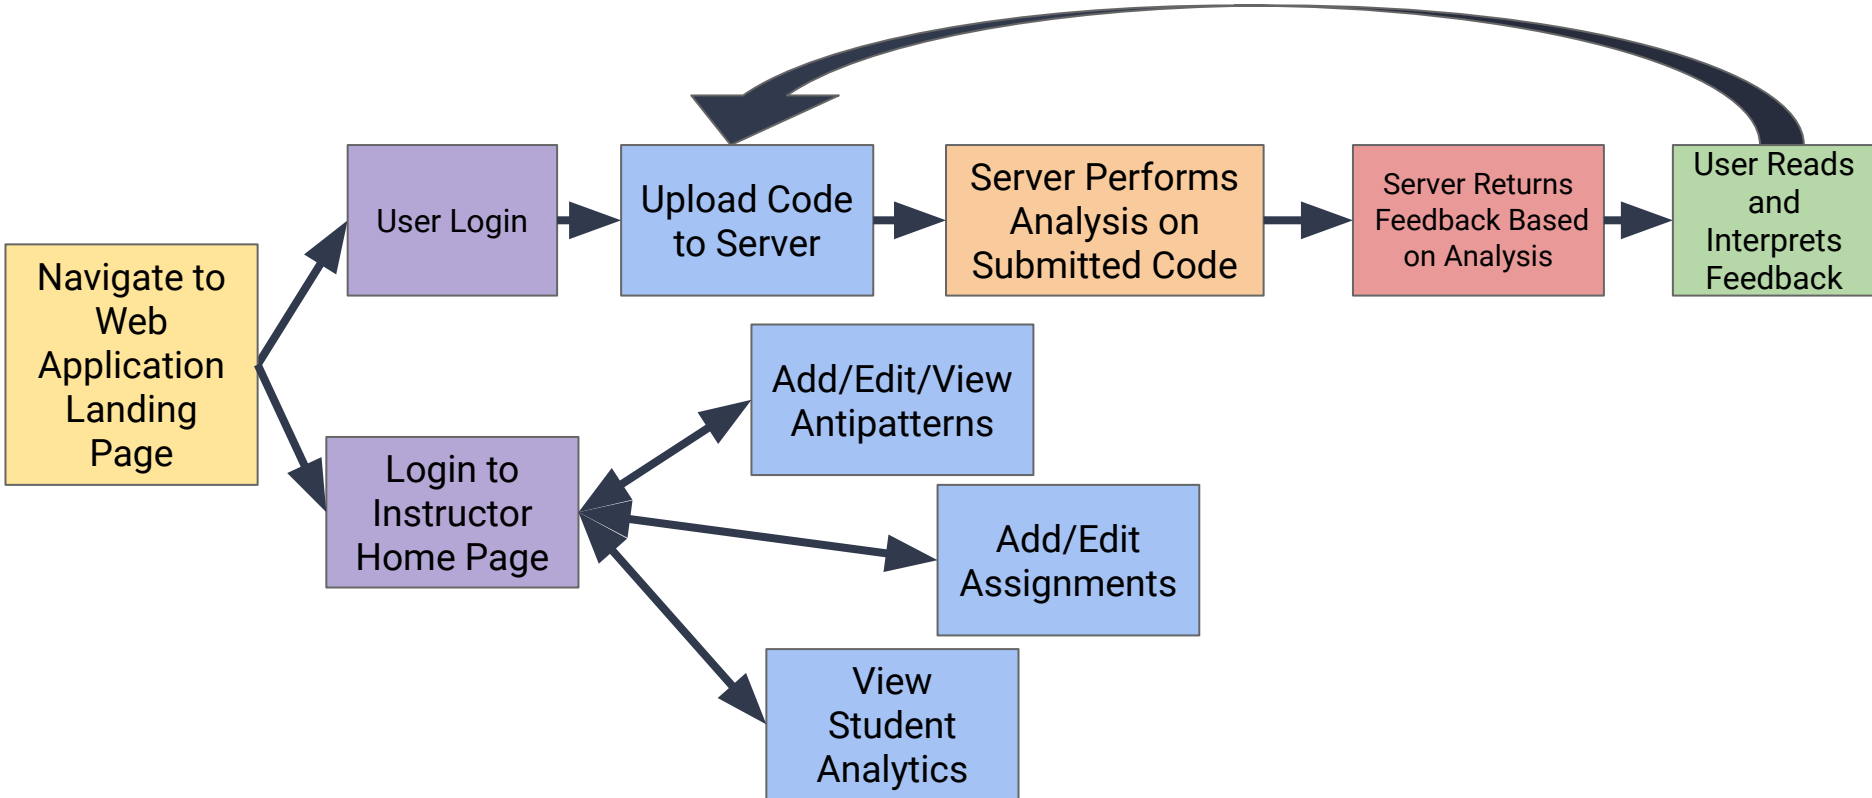 Navigate to
Web
Application
Landing
Page
User Login
Upload Code
to Server
Server Performs
Analysis on
Submitted Code
Server Returns
Feedback Based
on Analysis
User Reads
and
Interprets
Feedback
Login to
Instructor
Home Page
Add/Edit/View
Antipatterns
Add/Edit
Assignments
View
Student
Analytics